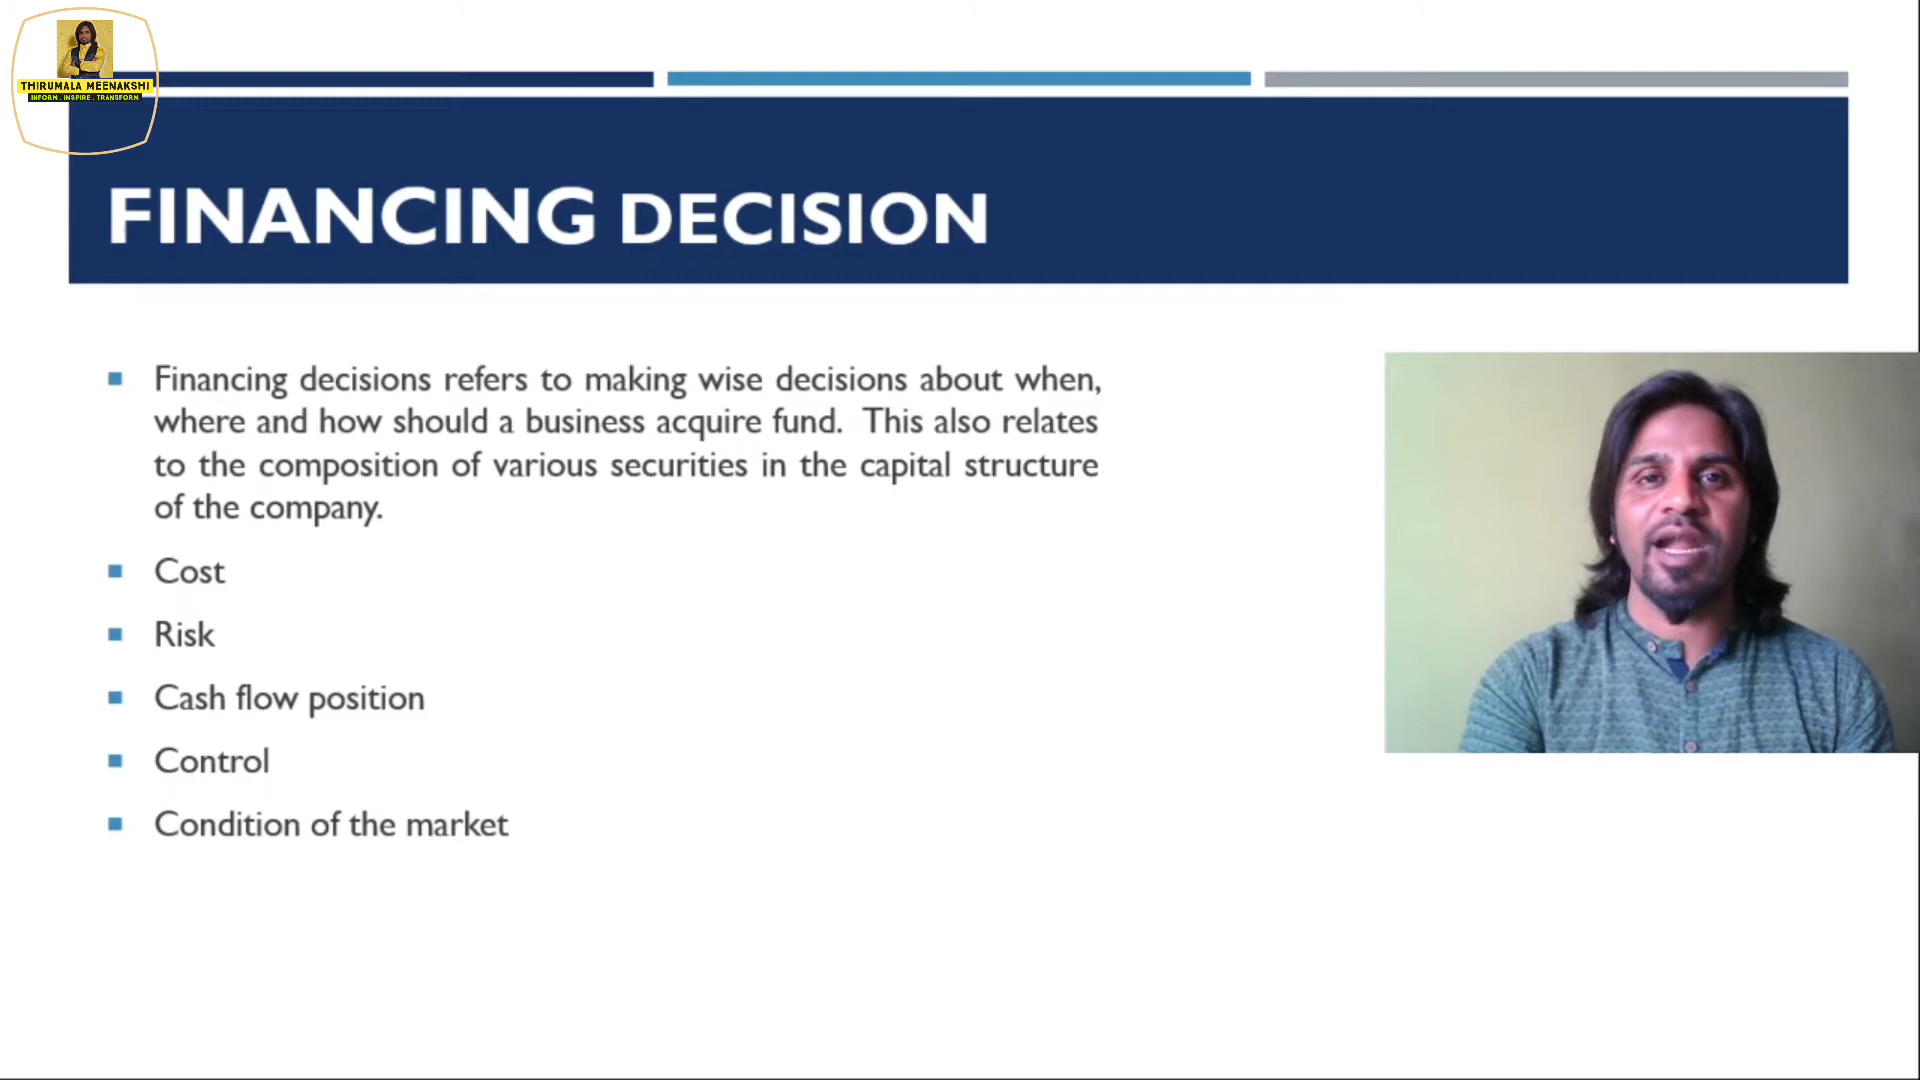 THIRUMALA MEENAKSHI
INFORM . INSPIRE . TRANSFORM.
FINANCING DECISION
Financing decisions refers to making wise decisions about when,
where and how should a business acquire fund. This also relates
to the composition of various securities in the capital structure
of the company.
Cost
Risk
Cash flow position
Control
Condition of the market